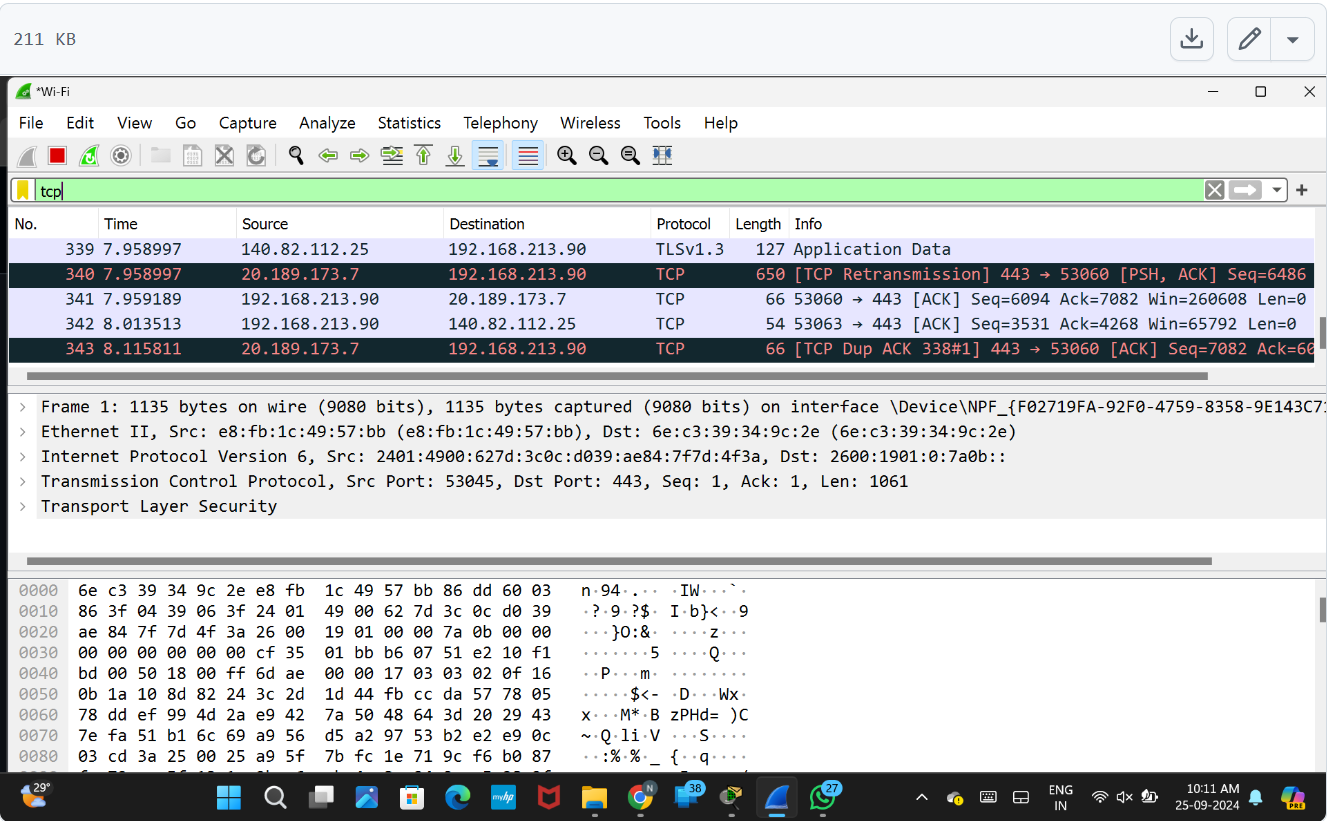 211 KB
*Wi-Fi
File Edit View Go Capture Analyze Statistics Telephony Wireless Tools Help
tcp
No. Time Source Destination Protocol Length Info
339 7.958997 140.82.112.25 192.168.213.90 TLSv1.3 127 Application Data
340 7.958997 20.189.173.7 192.168.213.90 TCP 650 [TCP Retransmission] 443 → 53060 [PSH, ACK] Seq=6486
341 7.959189 192.168.213.90 20.189.173.7 TCP 66 53060 → 443 [ACK] Seq=6094 Ack=7082 Win=260608 Len=0
342 8.013513 192.168.213.90 140.82.112.25 TCP 54 53063 → 443 [ACK] Seq=3531 Ack=4268 Win=65792 Len=0
343 8.115811 20.189.173.7 192.168.213.90 TCP 66 [TCP Dup ACK 338#1] 443 → 53060 [ACK] Seq=7082 Ack=60
Frame 1: 1135 bytes on wire (9080 bits), 1135 bytes captured (9080 bits) on interface \Device\NPF_{F02719FA-92F0-4759-8358-9E143C71
Ethernet II, Src: e8:fb:1c:49:57:bb (e8:fb:1c:49:57:bb), Dst: 6e:c3:39:34:9c:2e (6e:c3:39:34:9c:2e)
Internet Protocol Version 6, Src: 2401:4900:627d:3c0c:d039:ae84:7f7d:4f3a, Dst: 2600:1901:0:7a0b::
Transmission Control Protocol, Src Port: 53045, Dst Port: 443, Seq: 1, Ack: 1, Len: 1061
Transport Layer Security
0000 6e c3 39 34 9c 2e e8 fb 1c 49 57 bb 86 dd 60 03 n·94·.·· ·IW···`·
0010 86 3f 04 39 06 3f 24 01 49 00 62 7d 3c 0c d0 39 ·?·9·?$· I·b}<··9
0020 ae 84 7f 7d 4f 3a 26 00 19 01 00 00 7a 0b 00 00 ···}O:&· ····z···
0030 00 00 00 00 00 00 cf 35 01 bb b6 07 51 e2 10 f1 ·······5 ····Q···
0040 bd 00 50 18 00 ff 6d ae 00 00 17 03 03 02 0f 16 ··P···m· ········
0050 0b 1a 10 8d 82 24 3c 2d 1d 44 fb cc da 57 78 05 ·····$<- ·D···Wx·
0060 78 dd ef 99 4d 2a e9 42 7a 50 48 64 3d 20 29 43 x···M*·B zPHd= )C
0070 7e fa 51 b1 6c 69 a9 56 d5 a2 97 53 b2 e2 e9 0c ~·Q·li·V ···S····
0080 03 cd 3a 25 00 25 a9 5f 7b fc 1e 71 9c f6 b0 87 ··:%·%·_ {··q····
29° myhp N 38 27 ENG IN 10:11 AM 25-09-2024 PRE